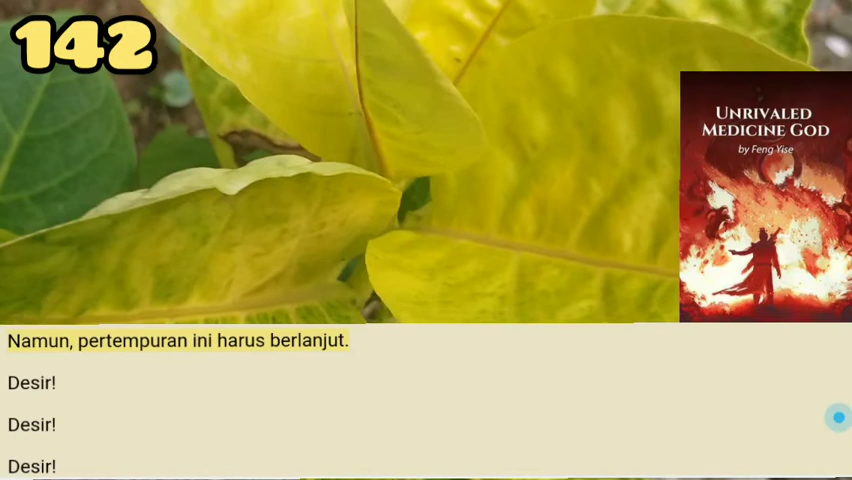 142
UNRIVALED
MEDICINE GOD
by Feng Yise
Namun, pertempuran ini harus berlanjut.
Desir!
Desir!
Desir!